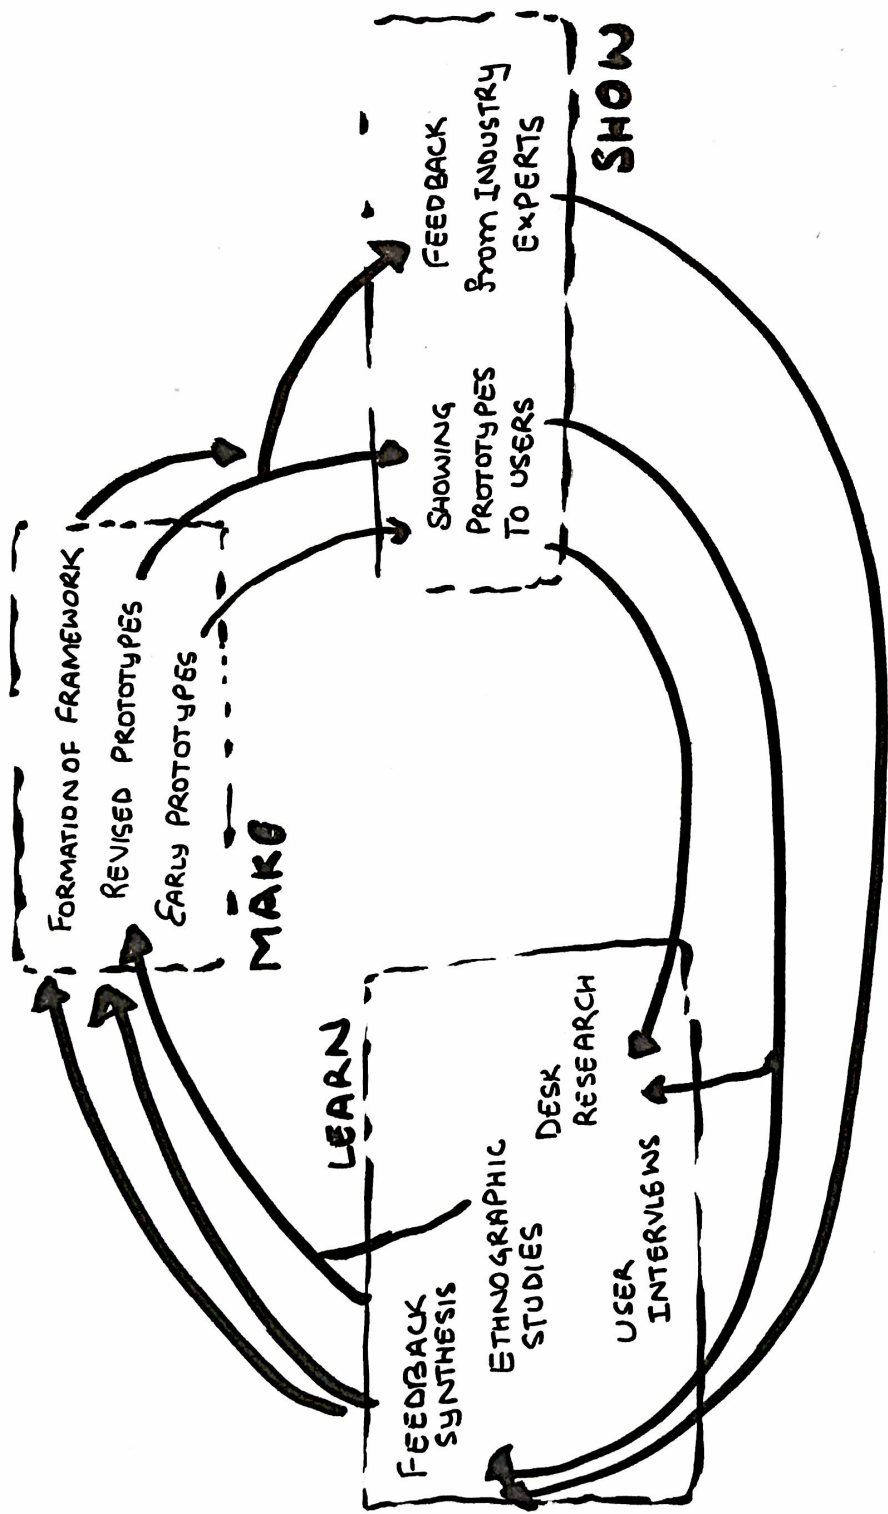 FORMATION OF FRAMEWORK
REVISED PROTOTYPES
EARLY PROTOTYPES
MAKE
LEARN
FEEDBACK
SYNTHESIS
ETHNOGRAPHIC
STUDIES
DESK
RESEARCH
USER
INTERVIEWS
SHOWING
PROTOTYPES
TO USERS
FEEDBACK
from INDUSTRY
EXPERTS
SHOW